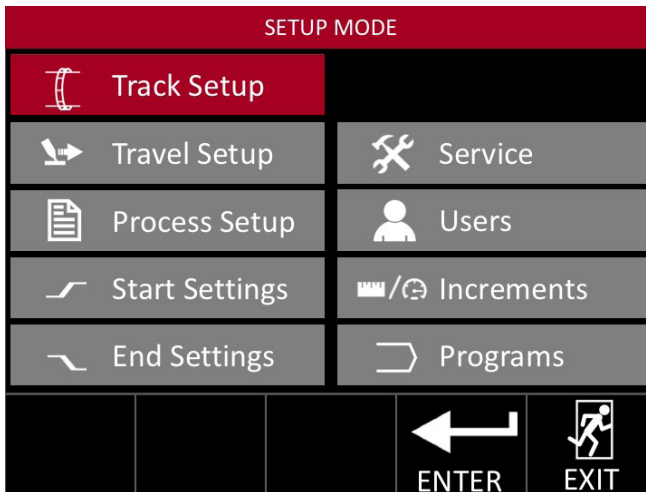 SETUP MODE
Track Setup
Travel Setup
Service
Process Setup
Users
Start Settings
Increments
End Settings
Programs
ENTER
EXIT